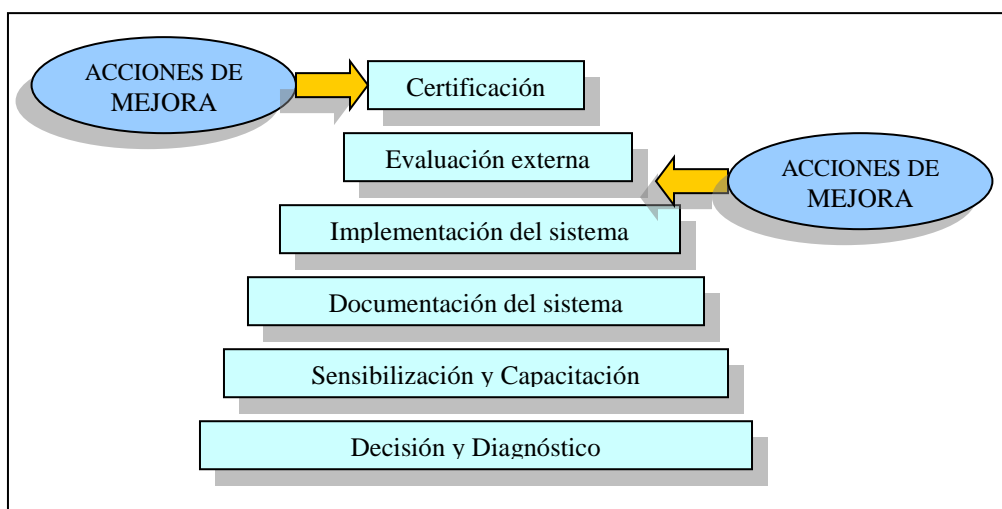 ACCIONES DE
MEJORA
Certificación
Evaluación externa
ACCIONES DE
MEJORA
Implementación del sistema
Documentación del sistema
Sensibilización y Capacitación
Decisión y Diagnóstico